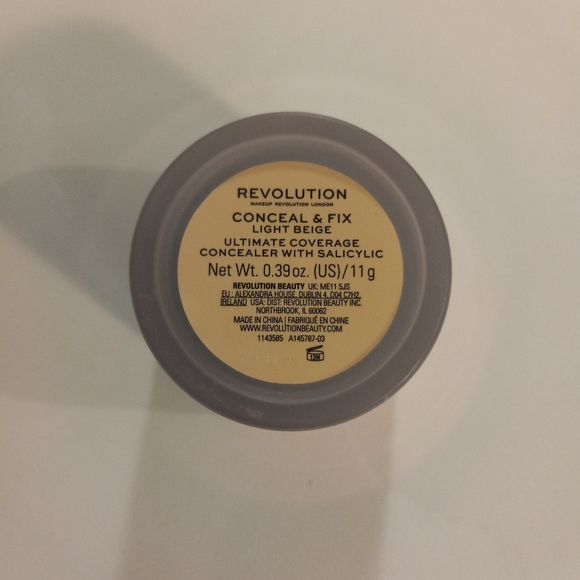 REVOLUTION
MAKEUP REVOLUTION LONDON
CONCEAL & FIX
LIGHT BEIGE
ULTIMATE COVERAGE
CONCEALER WITH SALICYLIC
Net Wt. 0.39 oz. (US)/11 g
REVOLUTION BEAUTY UK: ME11 5JS
EU : ALEXANDRA HOUSE, DUBLIN 4, D04 C7H2,
IRELAND USA: DIST: REVOLUTION BEAUTY INC.
NORTHBROOK, IL 60062
MADE IN CHINA | FABRIQUÉ EN CHINE
WWW.REVOLUTIONBEAUTY.COM
1143585 A145787-03
12M